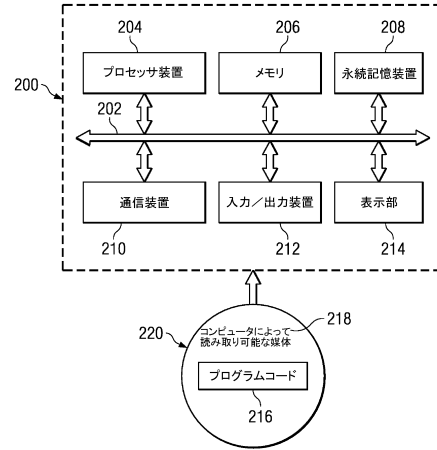 204
206
208
プロセッサ装置
メモリ
永続記憶装置
200
202
通信装置
入力／出力装置
表示部
210
212
214
220
218
コンピュータによって
読み取り可能な媒体
プログラムコード
216